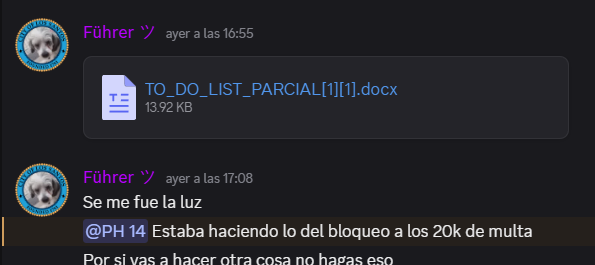 Führer ツ ayer a las 16:55
TO_DO_LIST_PARCIAL[1][1].docx
13.92 KB
Führer ツ ayer a las 17:08
Se me fue la luz
@PH 14 Estaba haciendo lo del bloqueo a los 20k de multa
Por si vas a hacer otra cosa no hagas eso